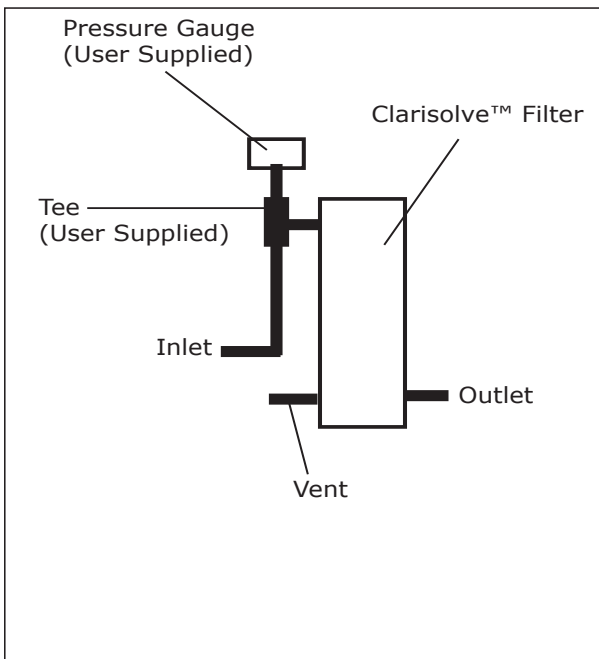 Pressure Gauge
(User Supplied)
Clarisolve™ Filter
Tee
(User Supplied)
Inlet
Outlet
Vent